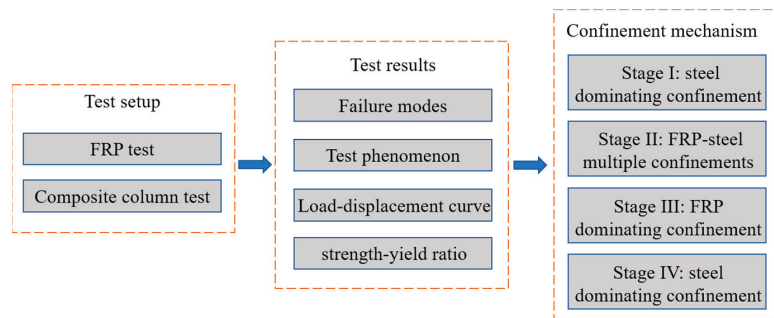 Test setup
FRP test
Composite column test
Test results
Failure modes
Test phenomenon
Load-displacement curve
strength-yield ratio
Confinement mechanism
Stage I: steel
dominating confinement
Stage II: FRP-steel
multiple confinements
Stage III: FRP
dominating confinement
Stage IV: steel
dominating confinement